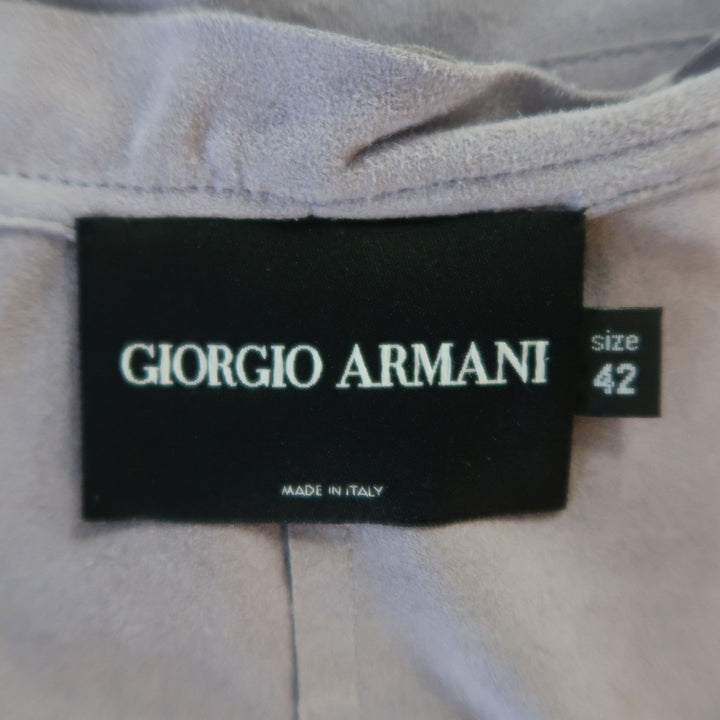 GIORGIO ARMANI
size
42
MADE IN ITALY